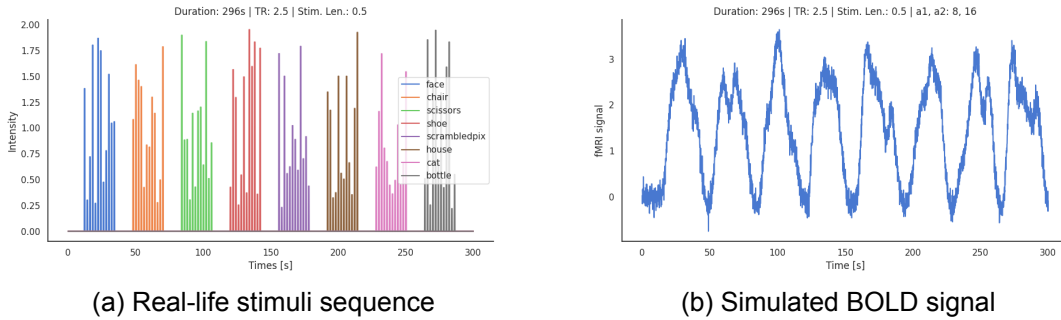 Duration: 296s | TR: 2.5 | Stim. Len.: 0.5
2.00
1.75
1.50
1.25
1.00
0.75
0.50
0.25
0.00
Intensity
face
chair
scissors
shoe
scrambledpix
house
cat
bottle
0
50
100
150
200
250
300
Times [s]
(a) Real-life stimuli sequence
Duration: 296s | TR: 2.5 | Stim. Len.: 0.5 | a1, a2: 8, 16
3
2
1
0
fMRI signal
0
50
100
150
200
250
300
Time [s]
(b) Simulated BOLD signal